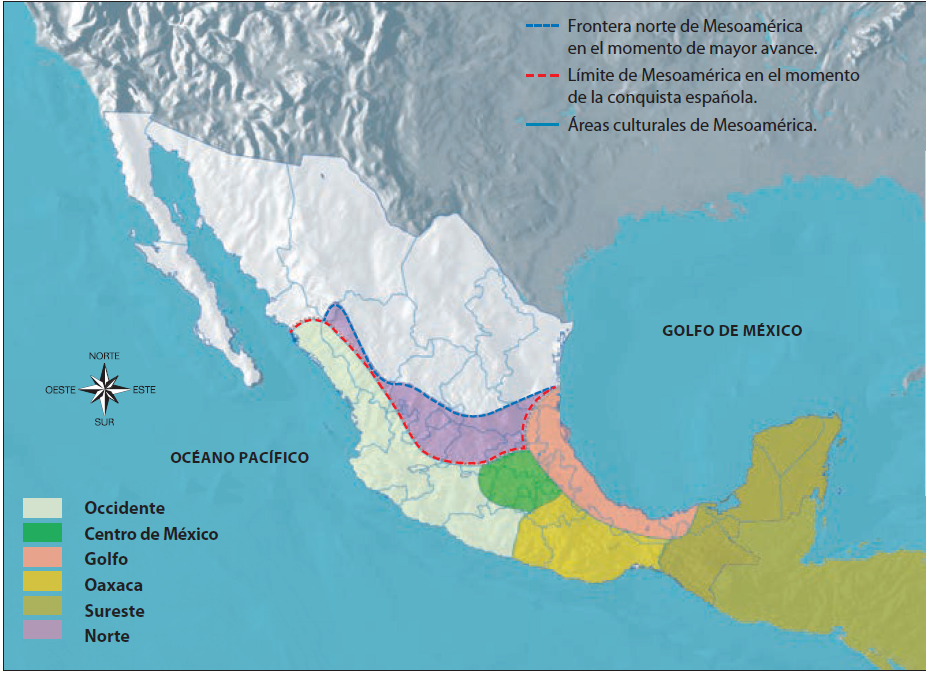 Frontera norte de Mesoamérica
en el momento de mayor avance.
Límite de Mesoamérica en el momento
de la conquista española.
Áreas culturales de Mesoamérica.
GOLFO DE MÉXICO
NORTE
OESTE
ESTE
SUR
OCÉANO PACÍFICO
Occidente
Centro de México
Golfo
Oaxaca
Sureste
Norte